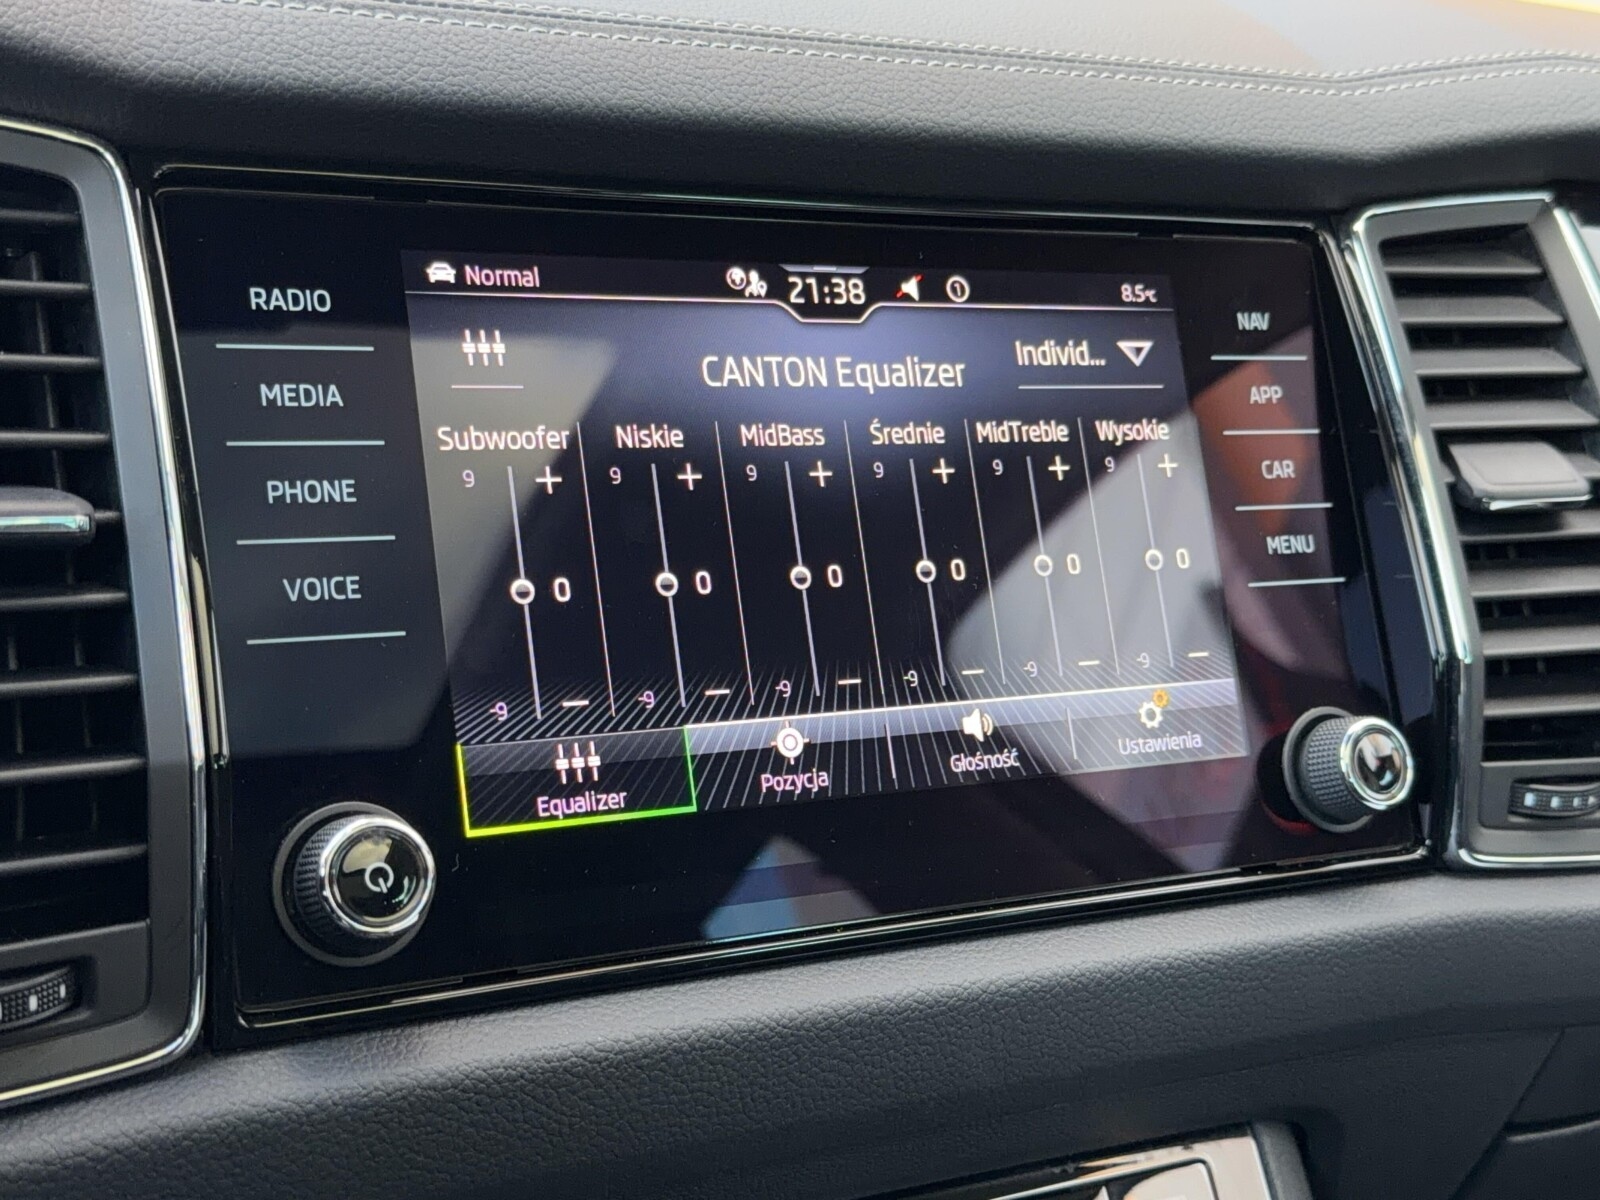 RADIO
MEDIA
PHONE
VOICE
Normal
21:38
1
8.5°C
CANTON Equalizer
Individ...
Subwoofer Niskie MidBass Średnie MidTreble Wysokie
9 + 9 + 9 + 9 + 9 + 9 +
0 0 0 0 0 0
-9 − -9 − -9 − -9 − -9 − -9 −
Equalizer
Pozycja
Głośność
Ustawienia
NAV
APP
CAR
MENU